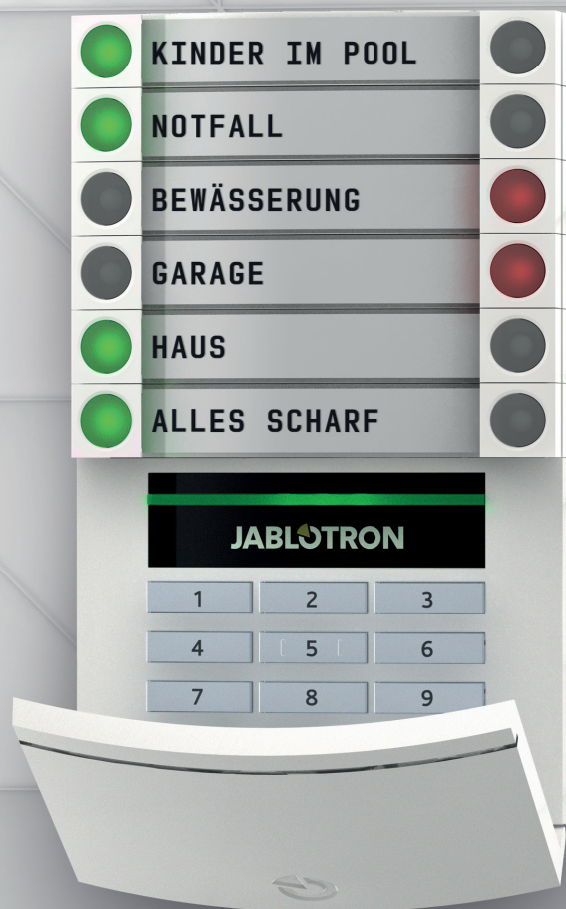 KINDER IM POOL
NOTFALL
BEWÄSSERUNG
GARAGE
HAUS
ALLES SCHARF
JABLOTRON
1 2 3
4 5 6
7 8 9